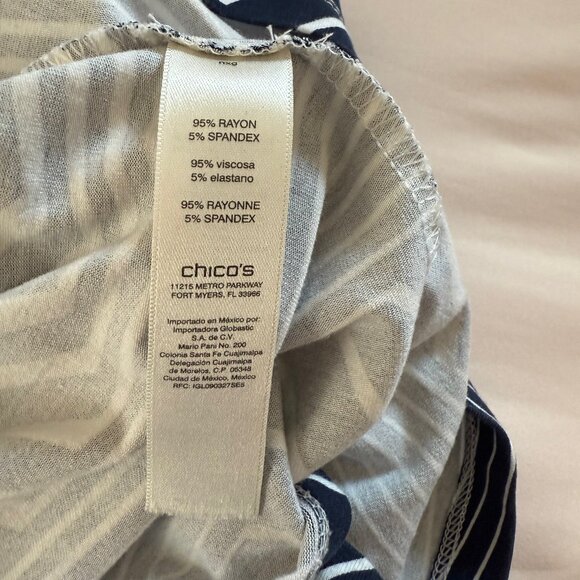 95% RAYON
5% SPANDEX
95% viscosa
5% elastano
95% RAYONNE
5% SPANDEX
chico's
11215 METRO PARKWAY
FORT MYERS, FL 33966
Importado en México por:
Importadora Globastic
S.A. de C.V.
Mario Pani No. 200
Colonia Santa Fe Cuajimalpa
Delegación Cuajimalpa
de Morelos, C.P. 05348
Ciudad de México, México
RFC: IGL090327SE5